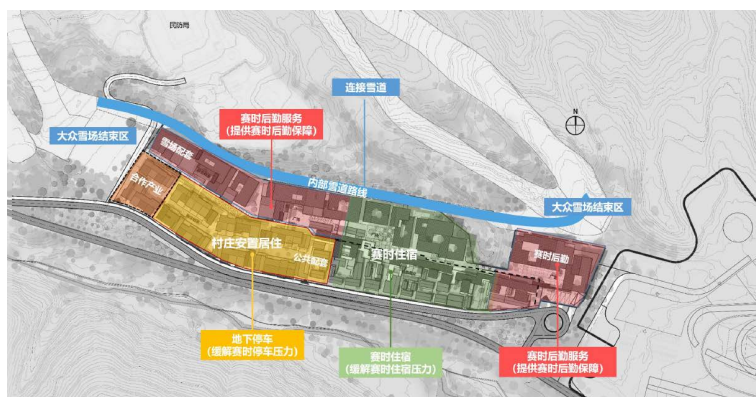 民防局
连接雪道
N
赛时后勤服务
(提供赛时后勤保障)
大众雪场结束区
雪场配套
内部雪道路线
大众雪场结束区
合作产业
村庄安置居住
公共配套
赛时住宿
赛时后勤
地下停车
(缓解赛时停车压力)
赛时住宿
(缓解赛时住宿压力)
赛时后勤服务
(提供赛时后勤保障)